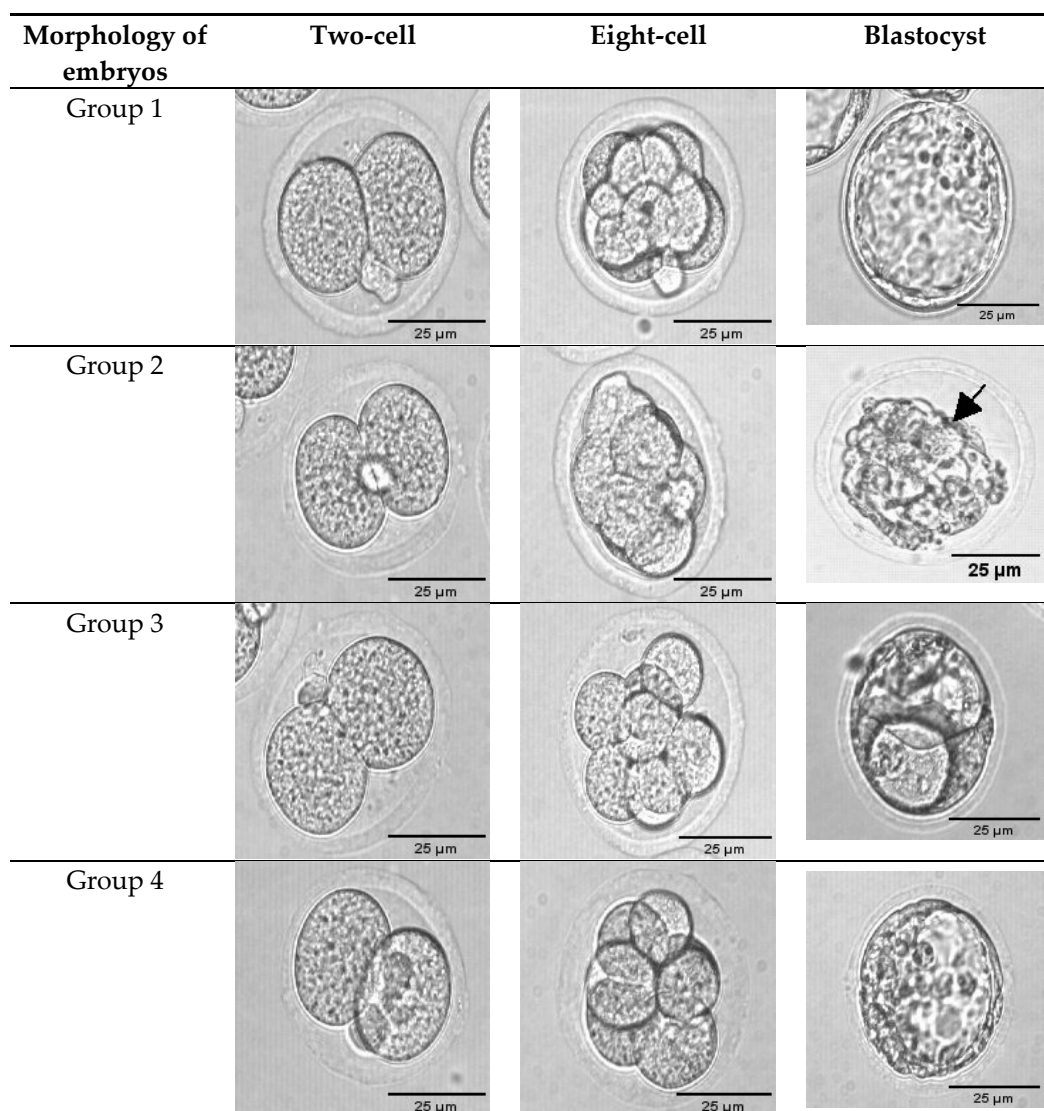 Morphology of embryos Two-cell Eight-cell Blastocyst
Group 1
25 µm 25 µm 25 µm
Group 2
25 µm 25 µm 25 µm
Group 3
25 µm 25 µm 25 µm
Group 4
25 µm 25 µm 25 µm